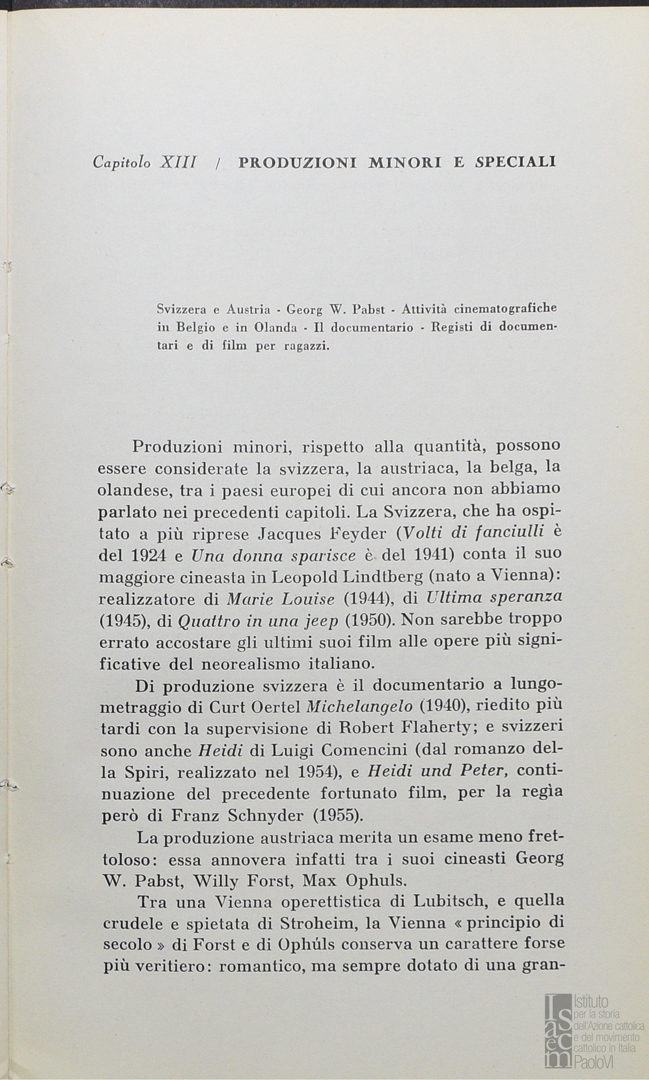 Capitolo XIII / PRODUZIONI MINORI E SPECIALI
Svizzera e Austria - Georg W. Pabst - Attività cinematografiche
in Belgio e in Olanda - Il documentario - Registi di documen-
tari e di film per ragazzi.
Produzioni minori, rispetto alla quantità, possono
essere considerate la svizzera, la austriaca, la belga, la
olandese, tra i paesi europei di cui ancora non abbiamo
parlato nei precedenti capitoli. La Svizzera, che ha ospi-
tato a più riprese Jacques Feyder (Volti di fanciulli è
del 1924 e Una donna sparisce è del 1941) conta il suo
maggiore cineasta in Leopold Lindtberg (nato a Vienna):
realizzatore di Marie Louise (1944), di Ultima speranza
(1945), di Quattro in una jeep (1950). Non sarebbe troppo
errato accostare gli ultimi suoi film alle opere più signi-
ficative del neorealismo italiano.
Di produzione svizzera è il documentario a lungo-
metraggio di Curt Oertel Michelangelo (1940), riedito più
tardi con la supervisione di Robert Flaherty; e svizzeri
sono anche Heidi di Luigi Comencini (dal romanzo del-
la Spiri, realizzato nel 1954), e Heidi und Peter, conti-
nuazione del precedente fortunato film, per la regìa
però di Franz Schnyder (1955).
La produzione austriaca merita un esame meno fret-
toloso: essa annovera infatti tra i suoi cineasti Georg
W. Pabst, Willy Forst, Max Ophuls.
Tra una Vienna operettistica di Lubitsch, e quella
crudele e spietata di Stroheim, la Vienna « principio di
secolo » di Forst e di Ophúls conserva un carattere forse
più veritiero: romantico, ma sempre dotato di una gran-
Isacem
Istituto
per la storia
dell'Azione cattolica
e del movimento
cattolico in Italia
PaoloVI